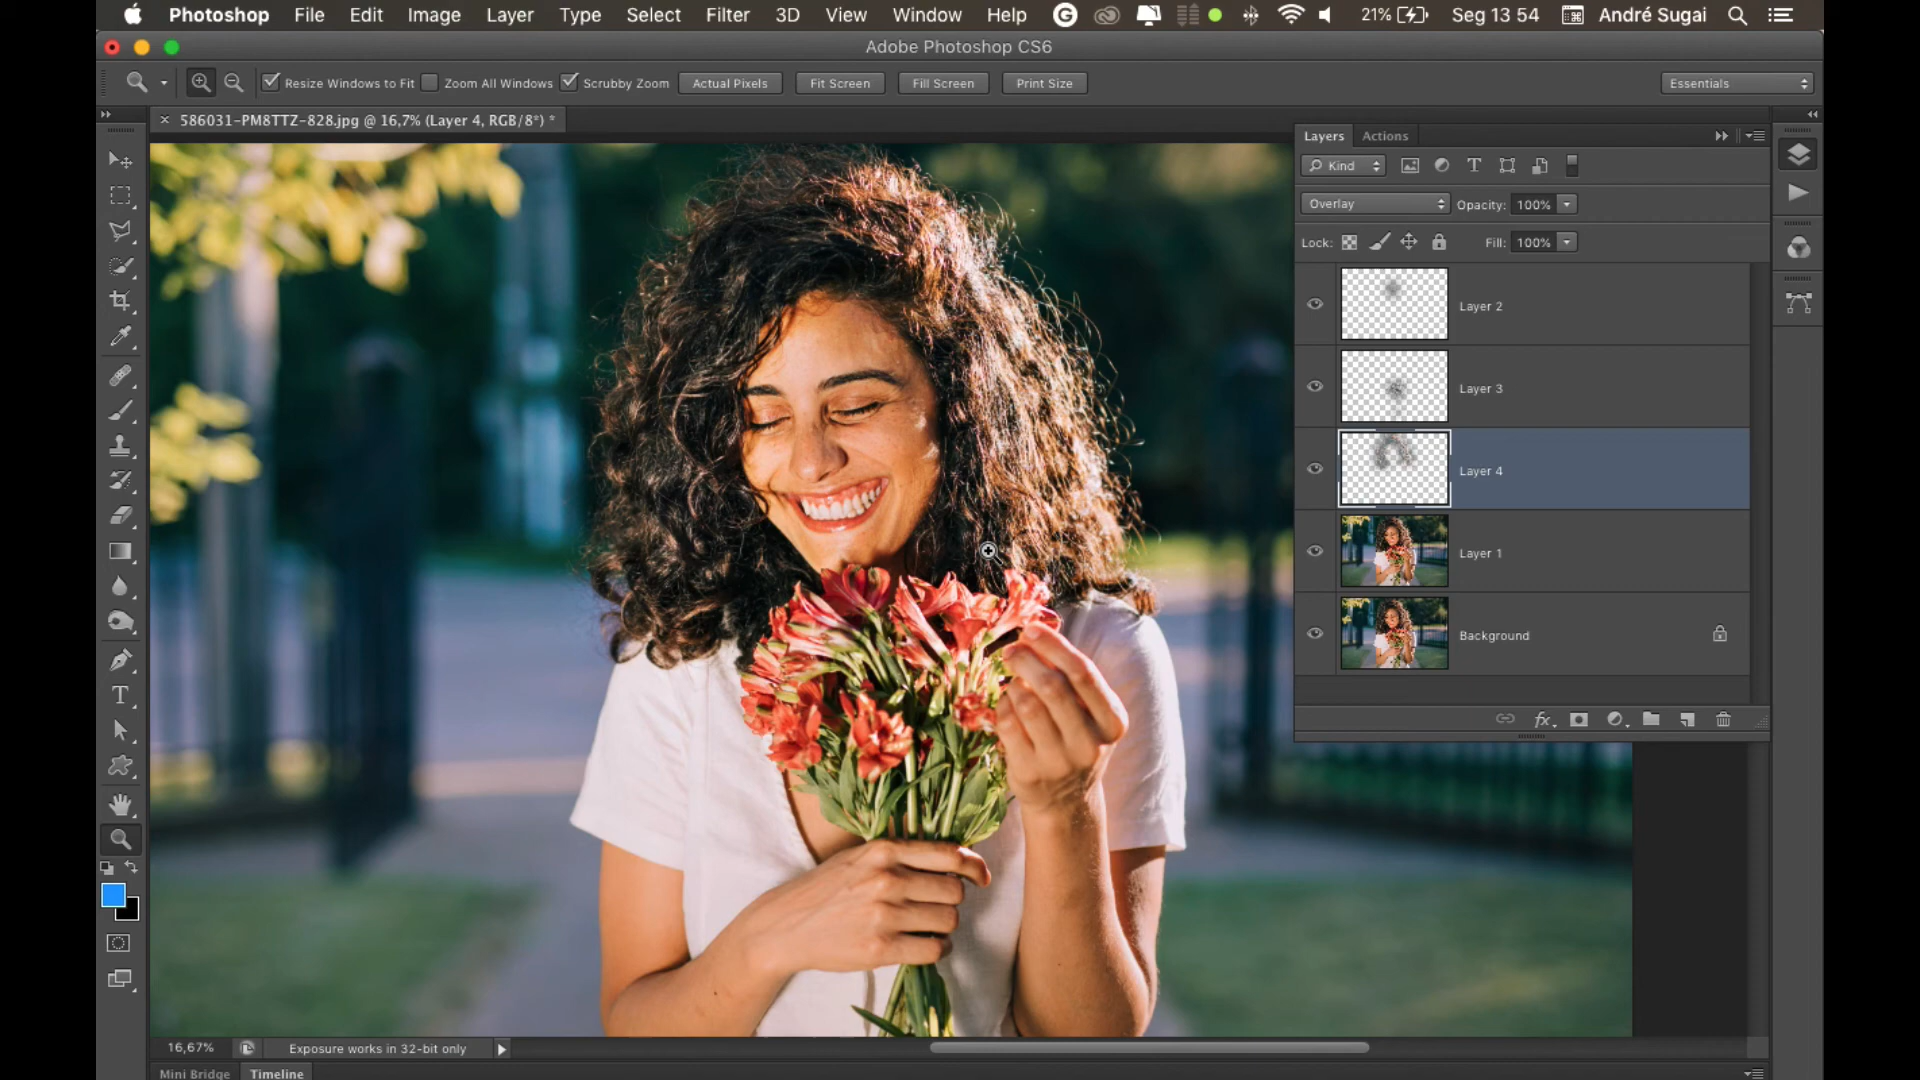 Photoshop File Edit Image Layer Type Select Filter 3D View Window Help 21% Seg 13 54 André Sugai
Adobe Photoshop CS6
Resize Windows to Fit Zoom All Windows Scrubby Zoom Actual Pixels Fit Screen Fill Screen Print Size Essentials
586031-PM8TTZ-828.jpg @ 16,7% (Layer 4, RGB/8*) *
Layers Actions
Kind
Overlay Opacity: 100%
Lock: Fill: 100%
Layer 2
Layer 3
Layer 4
Layer 1
Background
16,67% Exposure works in 32-bit only
Mini Bridge Timeline